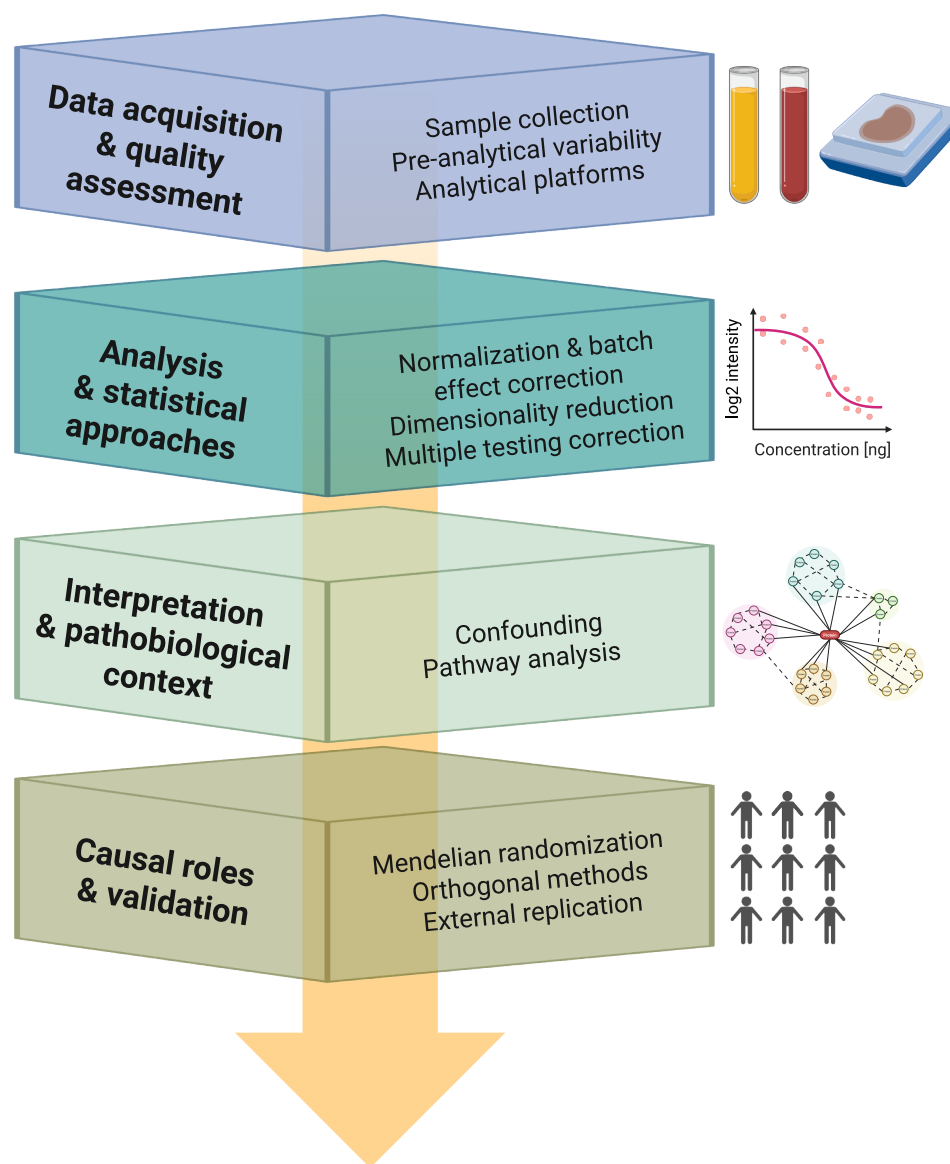 Data acquisition
& quality
assessment
Sample collection
Pre-analytical variability
Analytical platforms
Analysis
& statistical
approaches
Normalization & batch
effect correction
Dimensionality reduction
Multiple testing correction
log2 intensity
Concentration [ng]
Interpretation
& pathobiological
context
Confounding
Pathway analysis
Causal roles
& validation
Mendelian randomization
Orthogonal methods
External replication